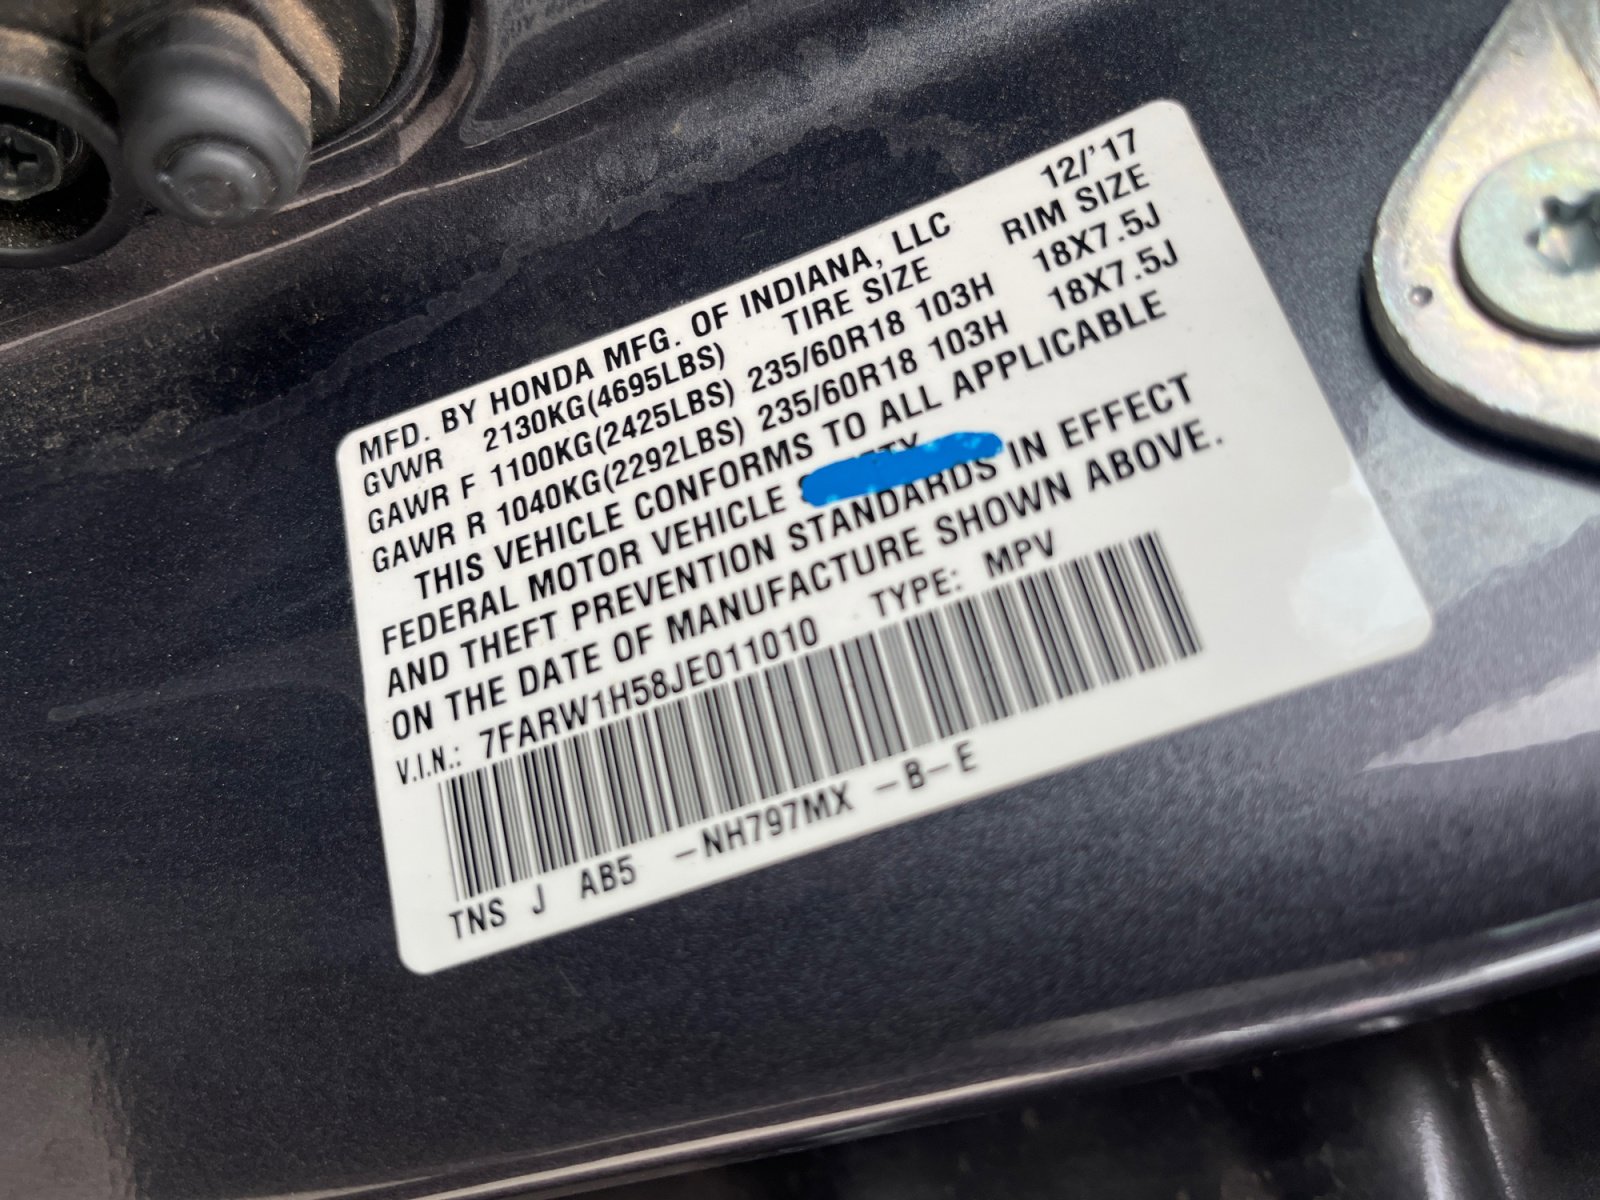 MFD. BY HONDA MFG. OF INDIANA, LLC 12/'17
GVWR 2130KG(4695LBS) TIRE SIZE RIM SIZE
GAWR F 1100KG(2425LBS) 235/60R18 103H 18X7.5J
GAWR R 1040KG(2292LBS) 235/60R18 103H 18X7.5J
THIS VEHICLE CONFORMS TO ALL APPLICABLE
FEDERAL MOTOR VEHICLE
AND THEFT PREVENTION STANDARDS IN EFFECT
ON THE DATE OF MANUFACTURE SHOWN ABOVE.
V.I.N.: 7FARW1H58JE011010 TYPE: MPV
TNS J AB5 -NH797MX -B-E